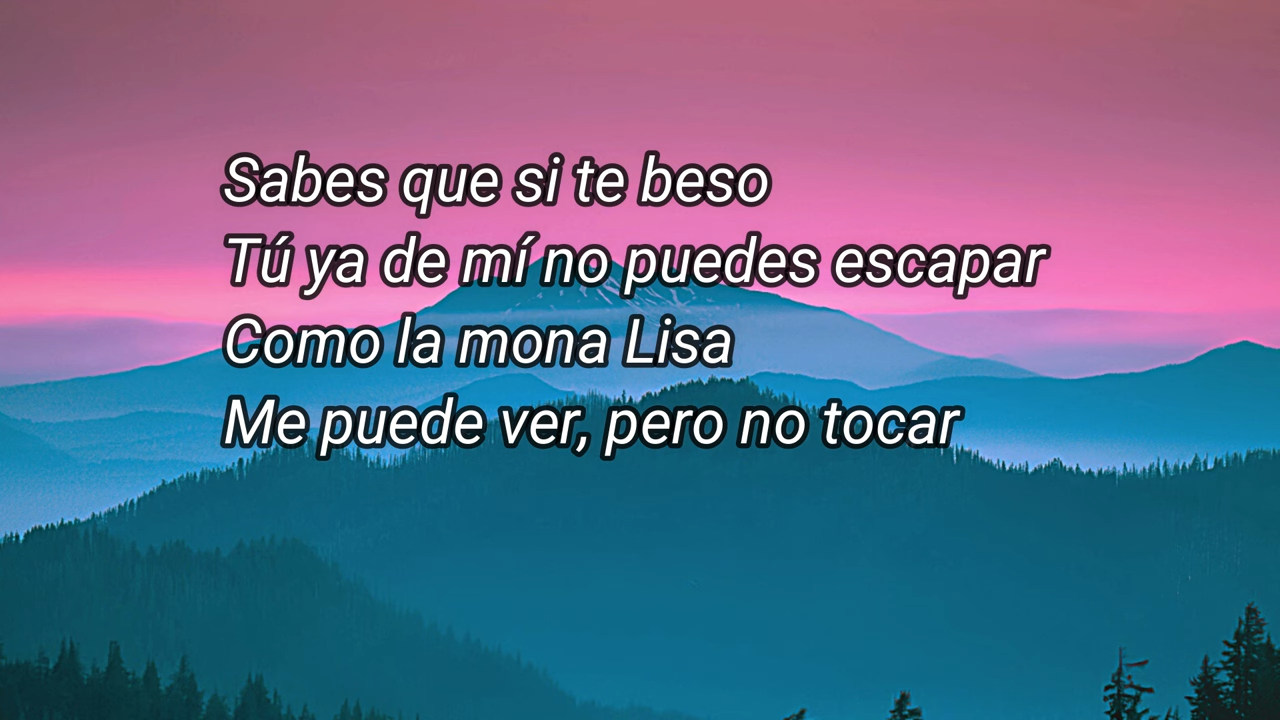 Sabes que si te beso
Tú ya de mí no puedes escapar
Como la mona Lisa
Me puede ver, pero no tocar